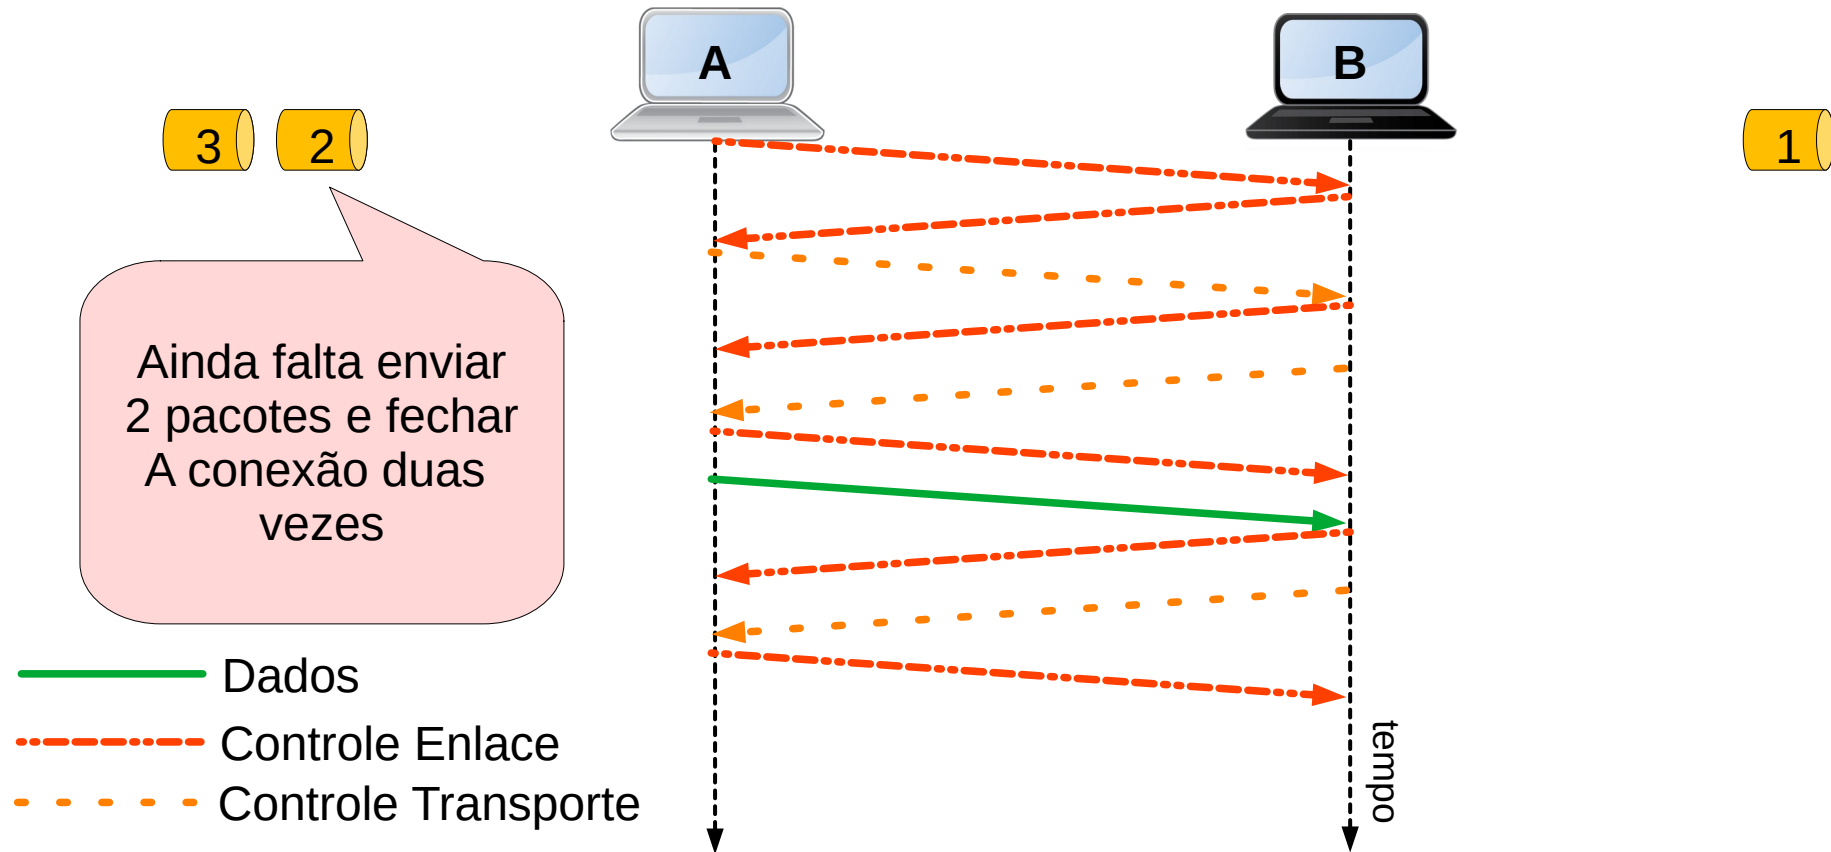 A
B
3
2
1
Ainda falta enviar
2 pacotes e fechar
A conexão duas
vezes
Dados
Controle Enlace
Controle Transporte
tempo